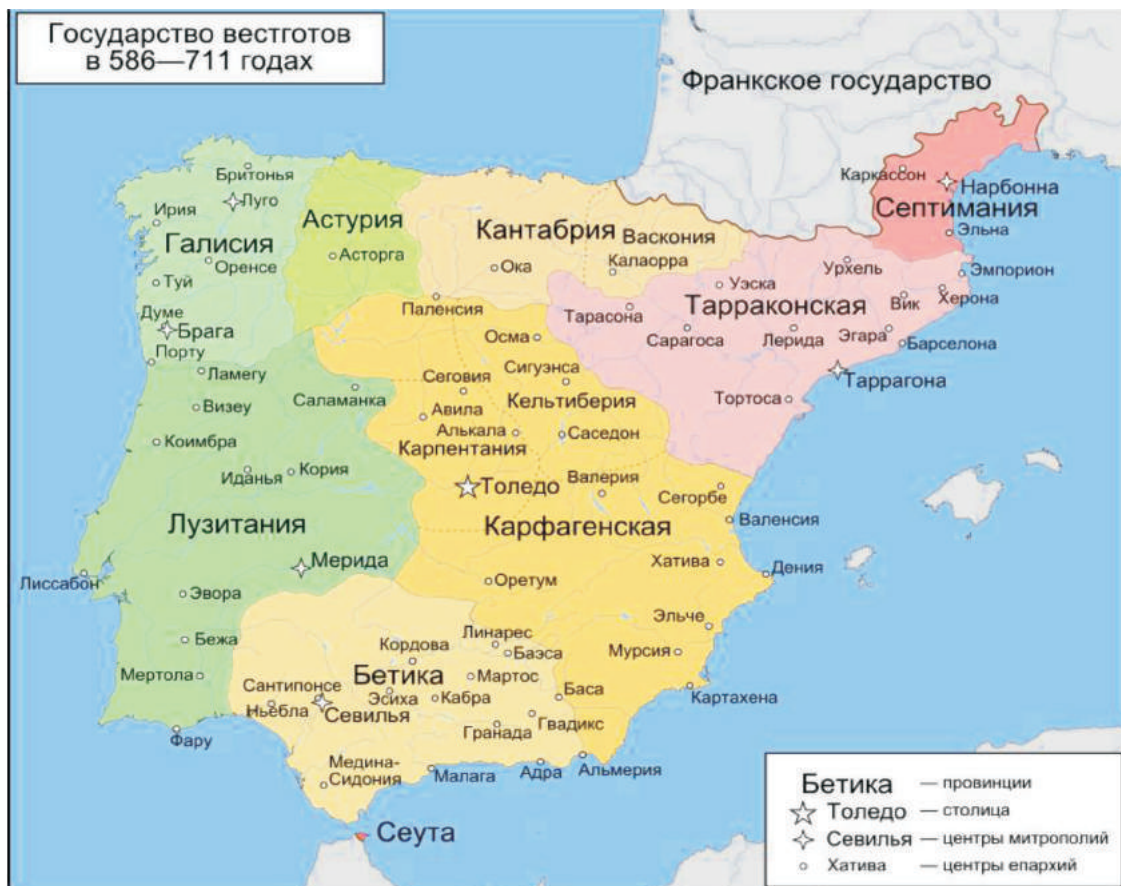 Государство вестготов
в 586—711 годах
Франкское государство
Бритонья
Луго
Ирия
Галисия
Оренсе
Туй
Думе
Брага
Порту
Астурия
Асторга
Кантабрия
Васкония
Ока
Калаорра
Паленсия
Каркассон
Нарбонна
Септимания
Эльна
Эмпорион
Урхель
Уэска
Тарраконская
Вик
Херона
Тарасона
Сарагоса
Лерида
Эгара
Барселона
Таррагона
Тортоса
Осма
Сигуэнса
Сеговия
Кельтиберия
Авила
Алькала
Саседон
Карпентания
Толедо
Валерия
Сегорбе
Карфагенская
Валенсия
Хатива
Дения
Оретум
Эльче
Мурсия
Картахена
Ламегу
Саламанка
Визеу
Коимбра
Иданья
Кория
Лузитания
Мерида
Лиссабон
Эвора
Бежа
Мертола
Фару
Линарес
Кордова
Баэса
Бетика
Мартос
Сантипонсе
Эсиха
Кабра
Баса
Ньебла
Севилья
Гранада
Гвадикс
Медина-
Сидония
Малага
Адра
Альмерия
Сеута
Бетика — провинции
Толедо — столица
Севилья — центры митрополий
Хатива — центры епархий